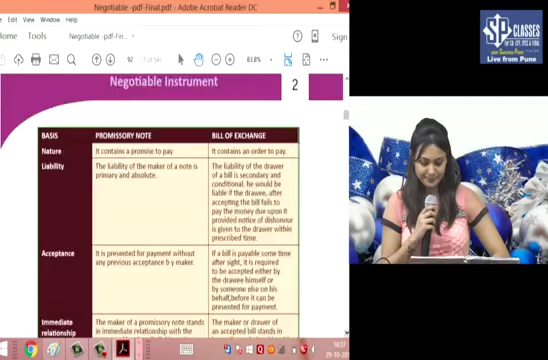 Negotiable -pdf-Final.pdf - Adobe Acrobat Reader DC
Edit View Window Help
Home Tools Negotiable -pdf-Fin... Sign
92 83.8%
Negotiable Instrument 2
BASIS PROMISSORY NOTE BILL OF EXCHANGE
Nature It contains a promise to pay. It contains an order to pay.
Liability The liability of the maker of a note is The liability of the drawer
primary and absolute. of a bill is secondary and
conditional. he would be
liable if the drawee, after
accepting the bill fails to
pay the money due upon it
provided notice of dishonour
is given to the drawer within
prescribed time.
Acceptance It is presented for payment without If a bill is payable some time
any previous acceptance b y maker. after sight, it is required
to be accepted either by
the drawee himself or
by someone else on his
behalf,before it can be
presented for payment.
Immediate The maker of a promissory note stands The maker or drawer of
relationship in immediate relationship with the an accepted bill stands in
CLASSES
Live from Pune